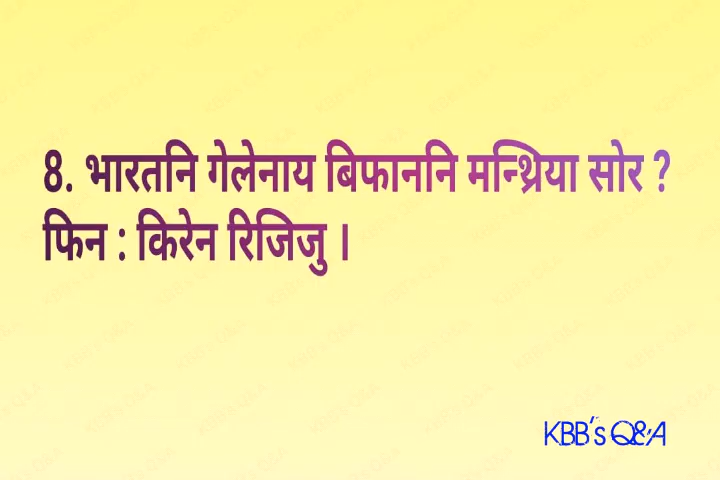 8. भारतनि गेलेनाय बिफाननि मन्थ्रिया सोर ?
फिन : किरेन रिजिजु ।
KBB's Q&A